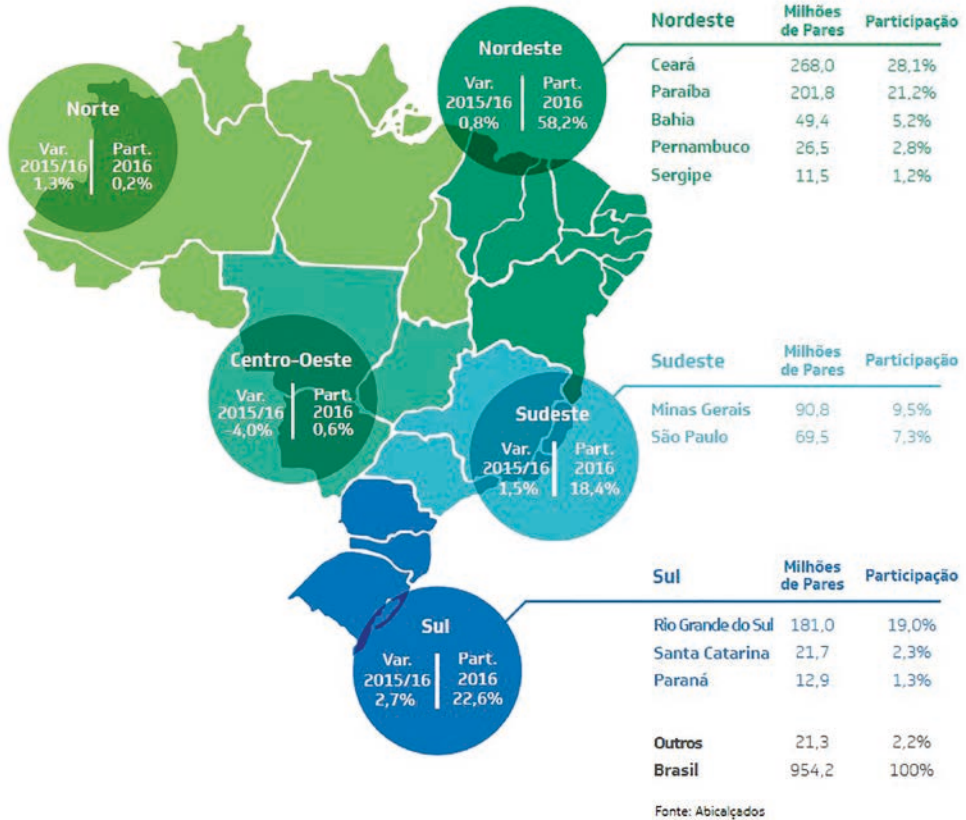 Norte
Var.
2015/16
1,3%
Part.
2016
0,2%
Nordeste
Var.
2015/16
0,8%
Part.
2016
58,2%
Centro-Oeste
Var.
2015/16
-4,0%
Part.
2016
0,6%
Sudeste
Var.
2015/16
1,5%
Part.
2016
18,4%
Sul
Var.
2015/16
2,7%
Part.
2016
22,6%
Nordeste Milhões de Pares Participação
Ceará 268,0 28,1%
Paraíba 201,8 21,2%
Bahia 49,4 5,2%
Pernambuco 26,5 2,8%
Sergipe 11,5 1,2%
Sudeste Milhões de Pares Participação
Minas Gerais 90,8 9,5%
São Paulo 69,5 7,3%
Sul Milhões de Pares Participação
Rio Grande do Sul 181,0 19,0%
Santa Catarina 21,7 2,3%
Paraná 12,9 1,3%
Outros 21,3 2,2%
Brasil 954,2 100%
Fonte: Abicalçados